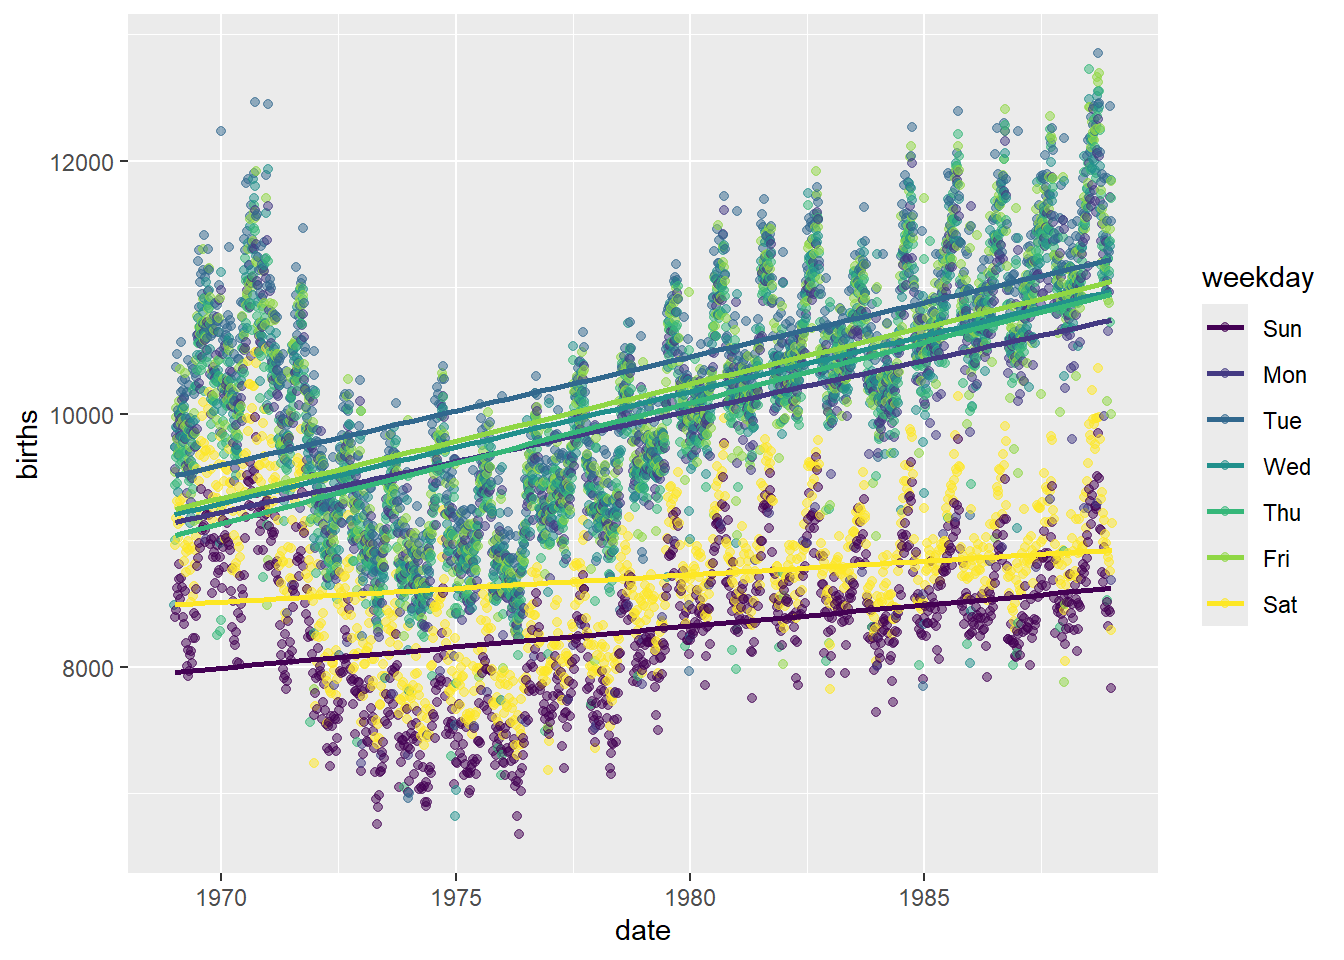 births
12000
10000
8000
1970
1975
1980
1985
date
weekday
Sun
Mon
Tue
Wed
Thu
Fri
Sat